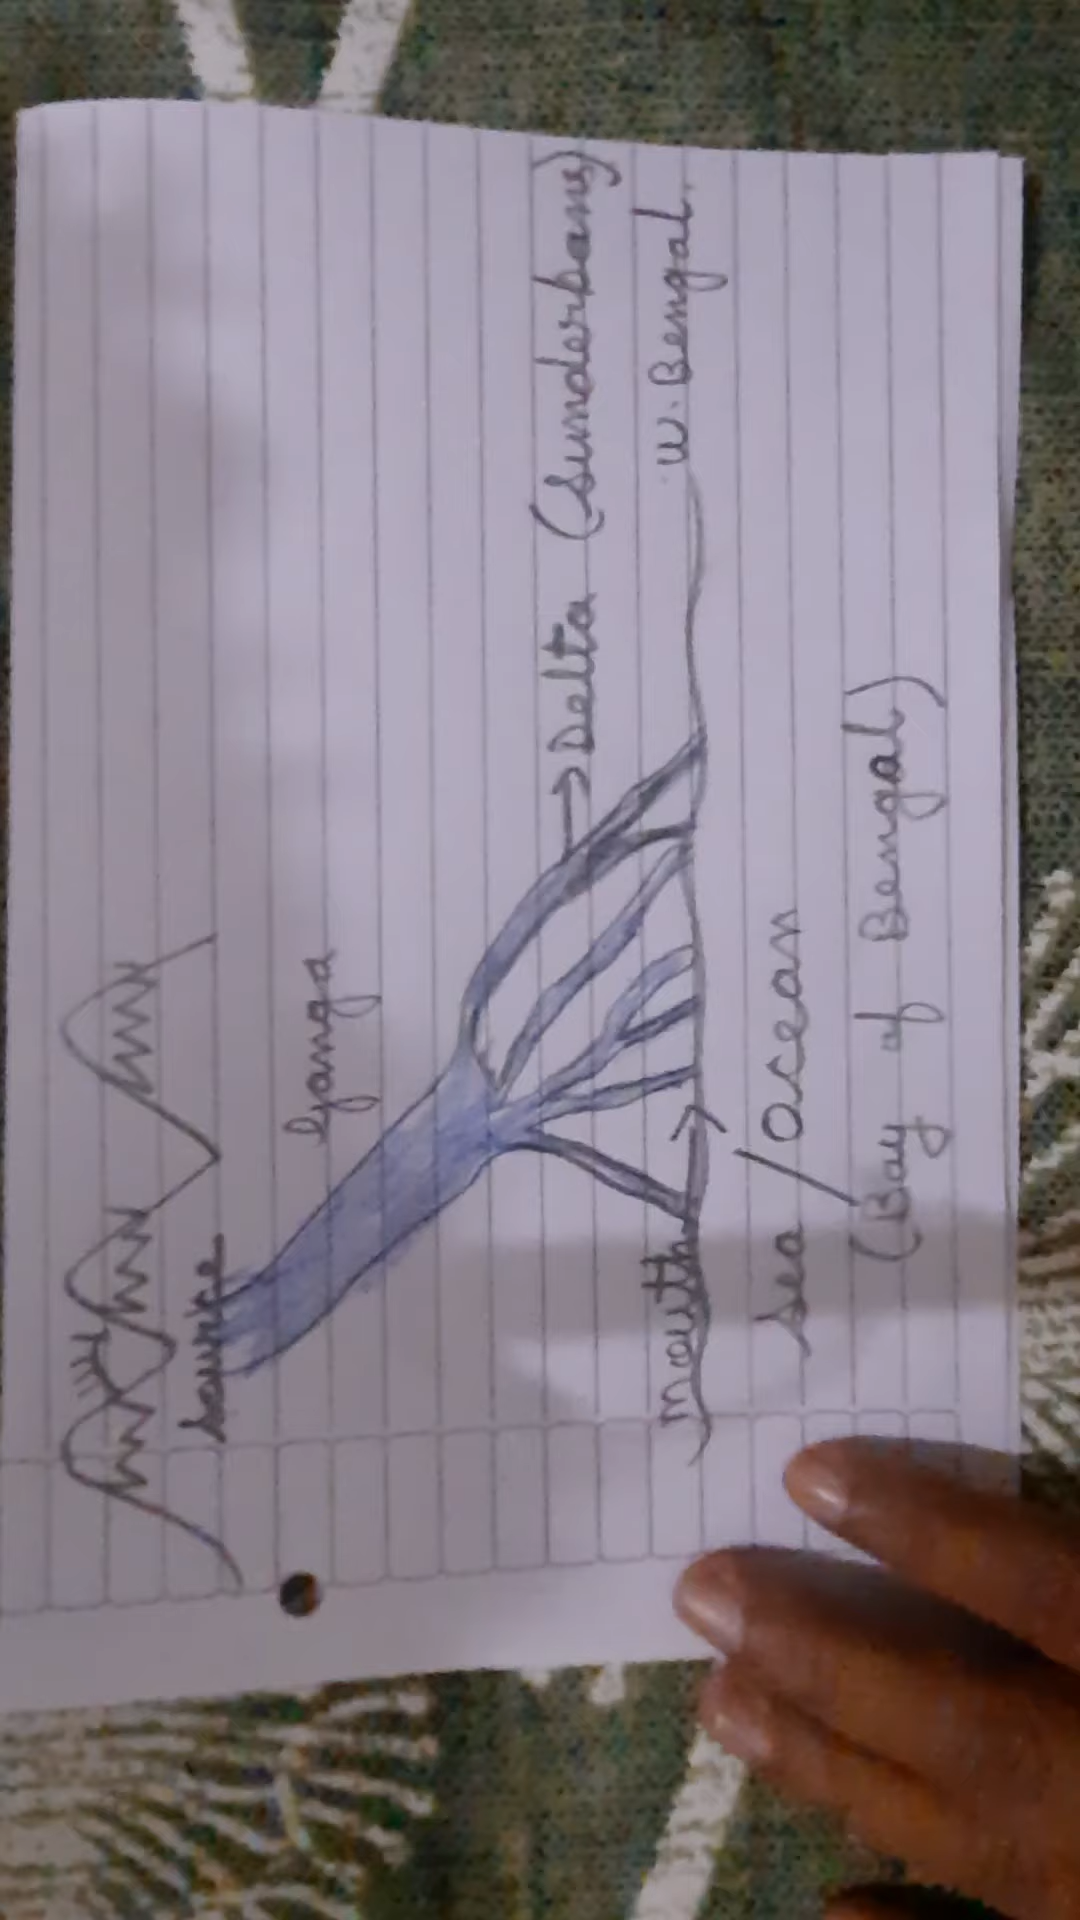 source
Ganga
→ Delta (Sunderbans)
W. Bengal.
Mouth
sea / ocean
(Bay of Bengal)